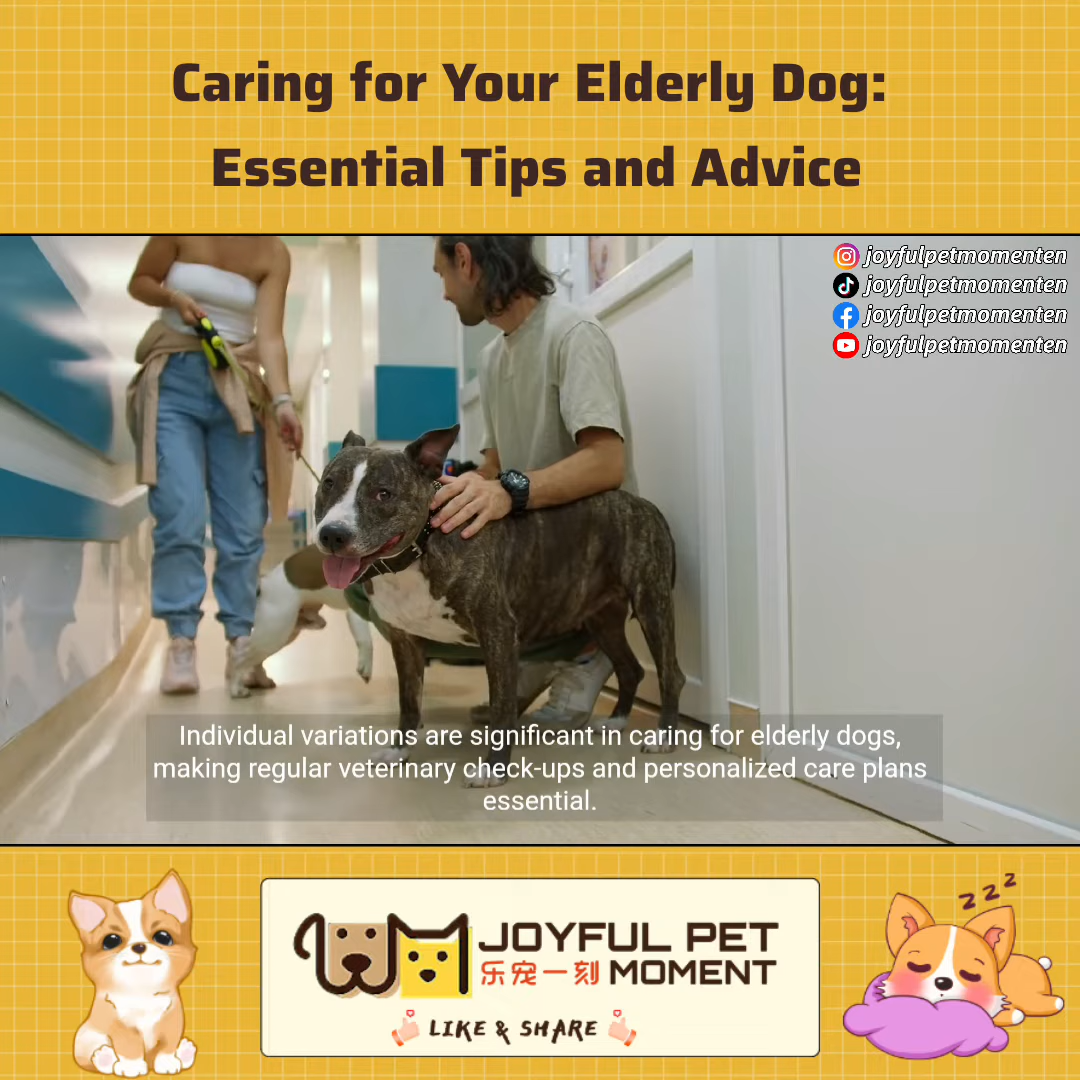 Caring for Your Elderly Dog:
Essential Tips and Advice
joyfulpetmomenten
joyfulpetmomenten
joyfulpetmomenten
joyfulpetmomenten
Individual variations are significant in caring for elderly dogs,
making regular veterinary check-ups and personalized care plans
essential.
z z z
JOYFUL PET
乐宠一刻 MOMENT
LIKE & SHARE